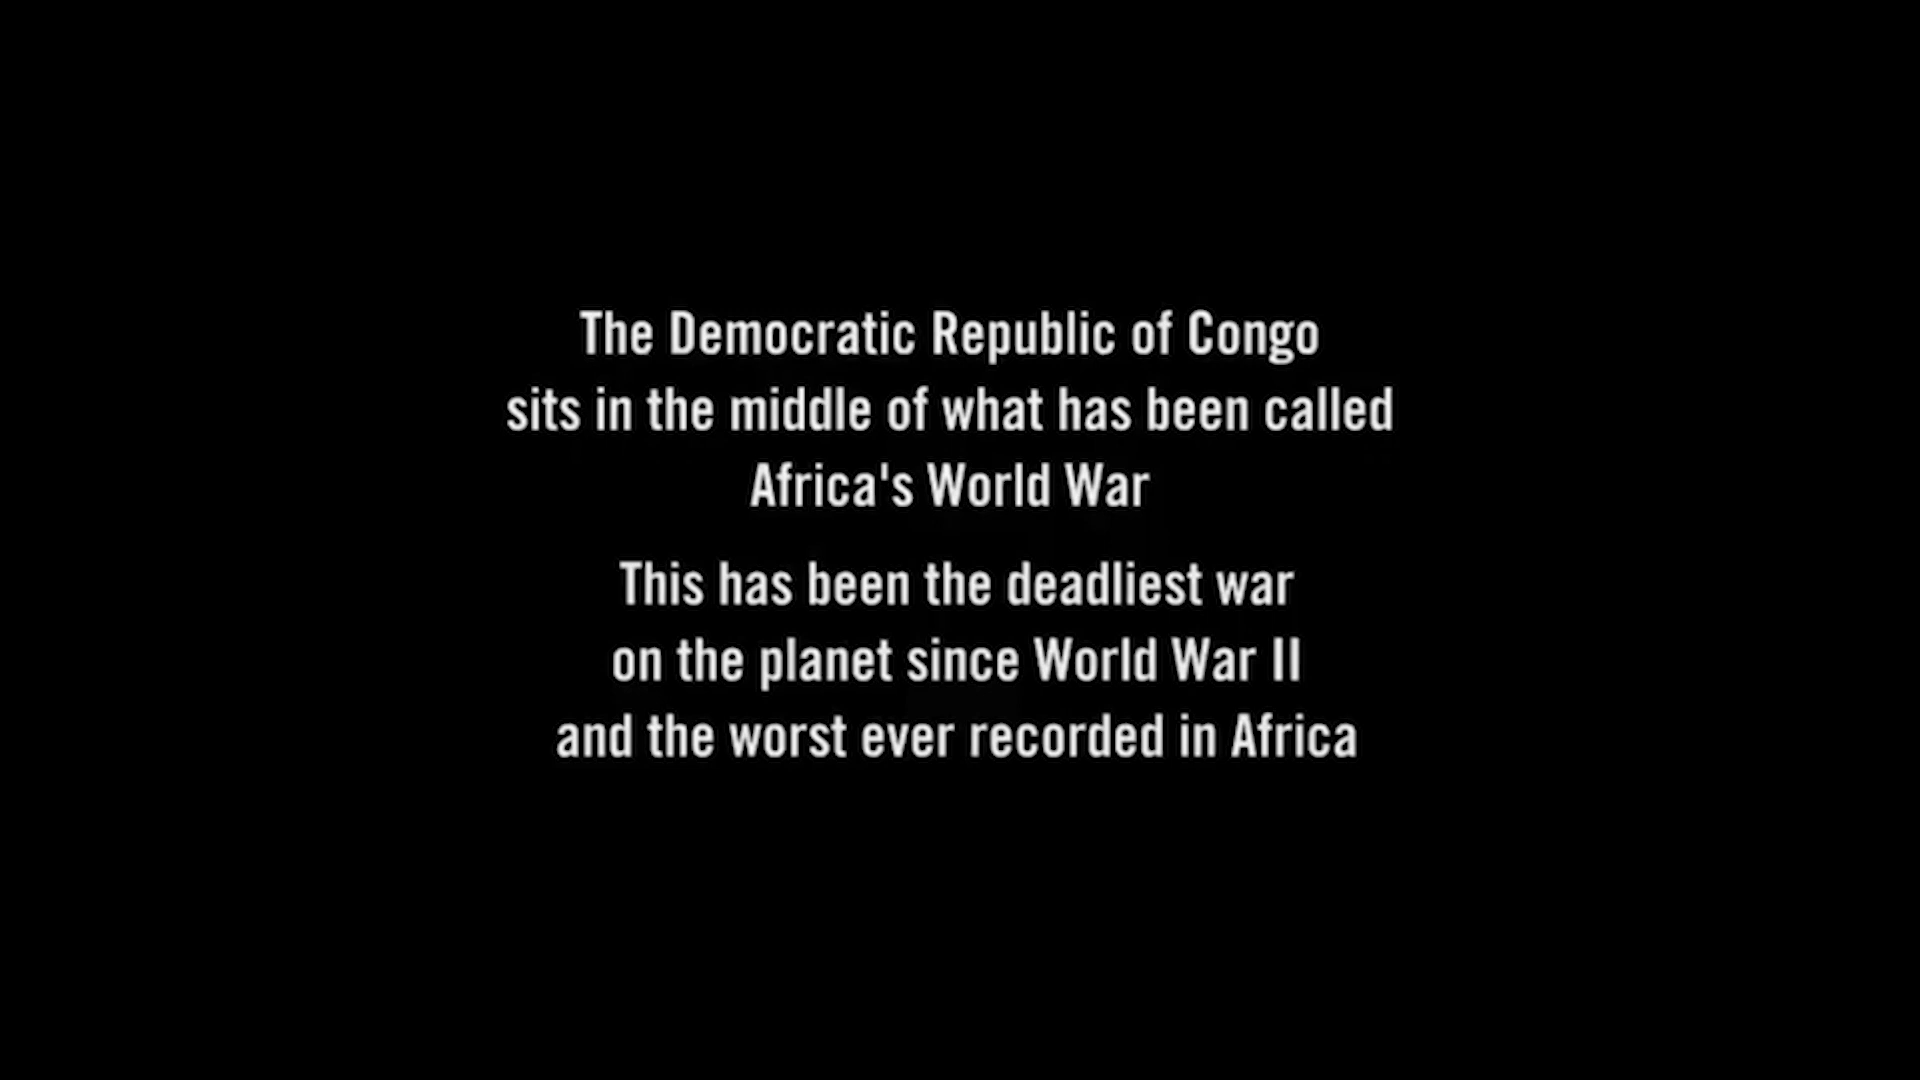 The Democratic Republic of Congo
sits in the middle of what has been called
Africa's World War
This has been the deadliest war
on the planet since World War II
and the worst ever recorded in Africa